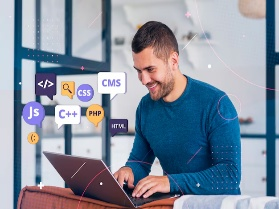 </>
CMS
CSS
JS
C++
PHP
HTML
{;}